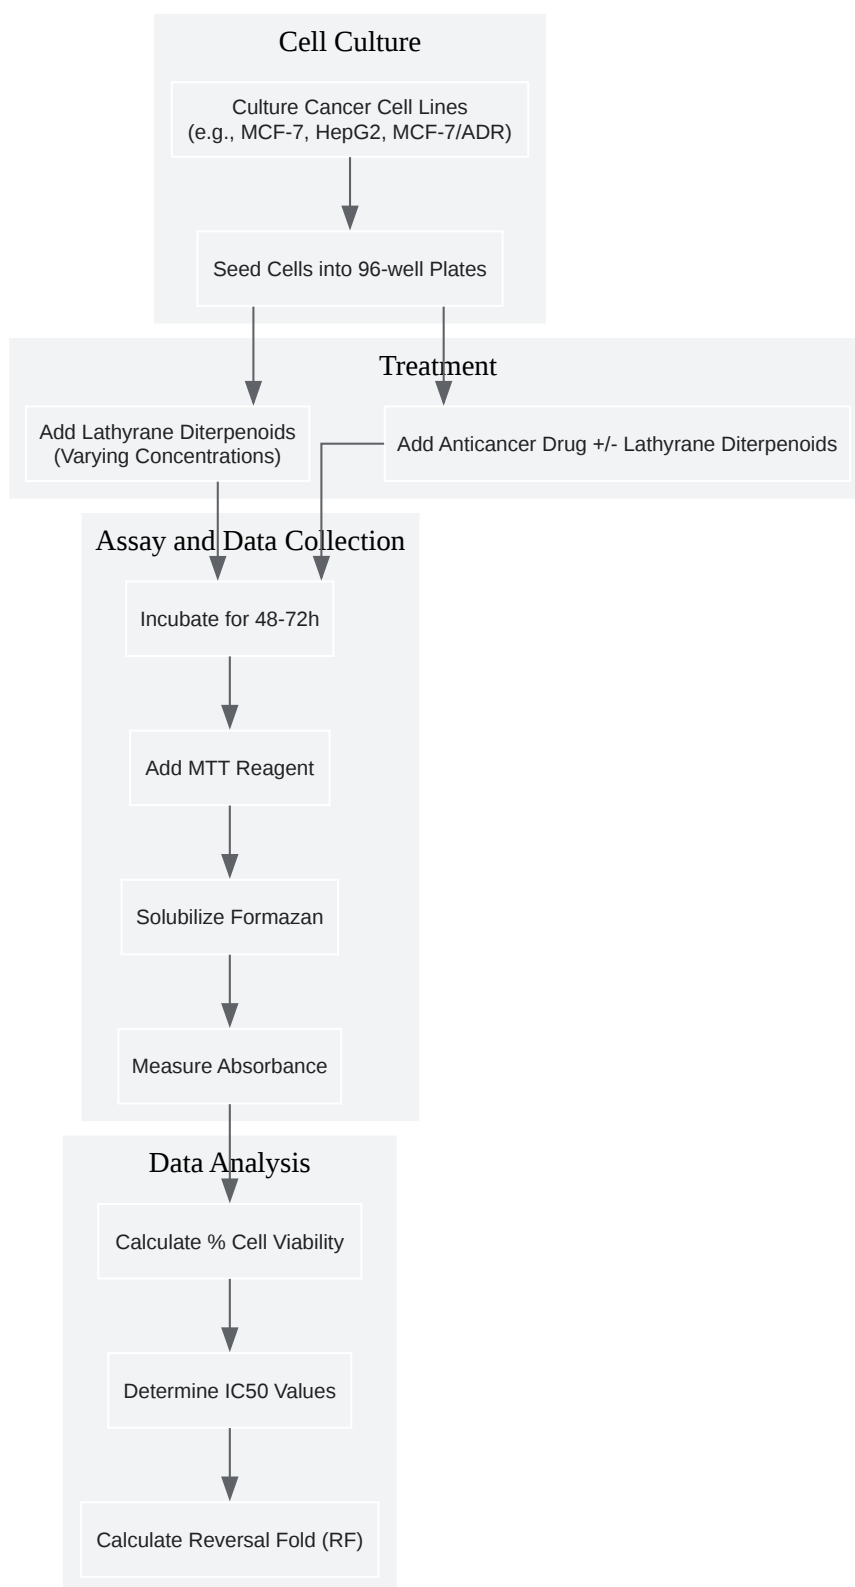 Cell Culture
Culture Cancer Cell Lines
(e.g., MCF-7, HepG2, MCF-7/ADR)
Seed Cells into 96-well Plates
Treatment
Add Lathyrane Diterpenoids
(Varying Concentrations)
Add Anticancer Drug +/- Lathyrane Diterpenoids
Assay and Data Collection
Incubate for 48-72h
Add MTT Reagent
Solubilize Formazan
Measure Absorbance
Data Analysis
Calculate % Cell Viability
Determine IC50 Values
Calculate Reversal Fold (RF)